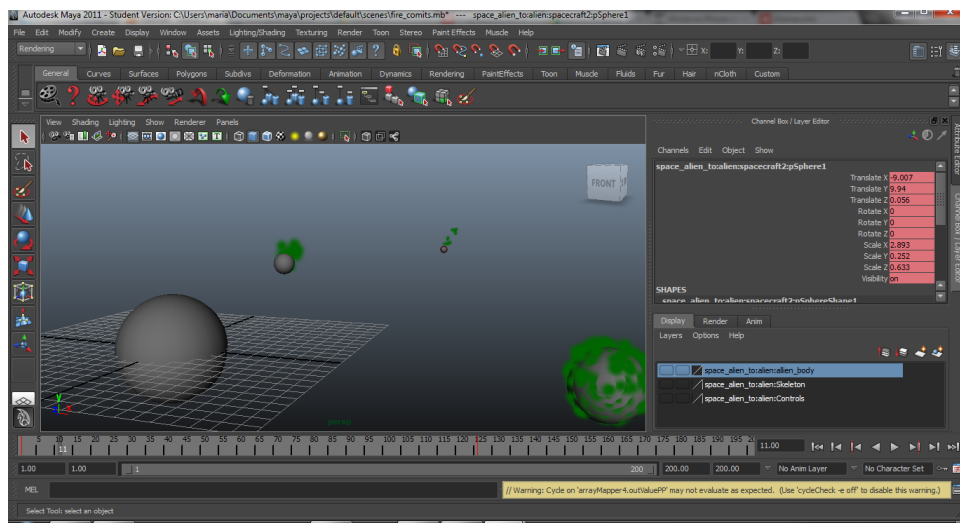 Autodesk Maya 2011 - Student Version: C:\Users\maria\Documents\maya\projects\default\scenes\fire_comits.mb* --- space_alien_to:alien:spacecraft2:pSphere1
File Edit Modify Create Display Window Assets Lighting/Shading Texturing Render Toon Stereo Paint Effects Muscle Help
Rendering X: Y: Z:
General Curves Surfaces Polygons Subdivs Deformation Animation Dynamics Rendering PaintEffects Toon Muscle Fluids Fur Hair nCloth Custom
View Shading Lighting Show Renderer Panels
Channel Box / Layer Editor
Channels Edit Object Show
space_alien_to:alien:spacecraft2:pSphere1
Translate X -9.007
Translate Y 9.94
Translate Z 0.056
Rotate X 0
Rotate Y 0
Rotate Z 0
Scale X 2.893
Scale Y 0.252
Scale Z 0.633
Visibility on
SHAPES
space_alien_to:alien:spacecraft2:pSphereShape1
Attribute Editor
Channel Box / Layer Editor
FRONT
Display Render Anim
Layers Options Help
space_alien_to:alien:allien_body
space_alien_to:alien:Skeleton
space_alien_to:alien:Controls
y
persp
5 10 15 20 25 30 35 40 45 50 55 60 65 70 75 80 85 90 95 100 105 110 115 120 125 130 135 140 145 150 155 160 165 170 175 180 185 190 195
11
11.00
1.00 1.00 1 200 200.00 200.00 No Anim Layer No Character Set
MEL // Warning: Cycle on 'arrayMapper4.outValuePP' may not evaluate as expected. (Use 'cycleCheck -e off' to disable this warning.)
Select Tool: select an object